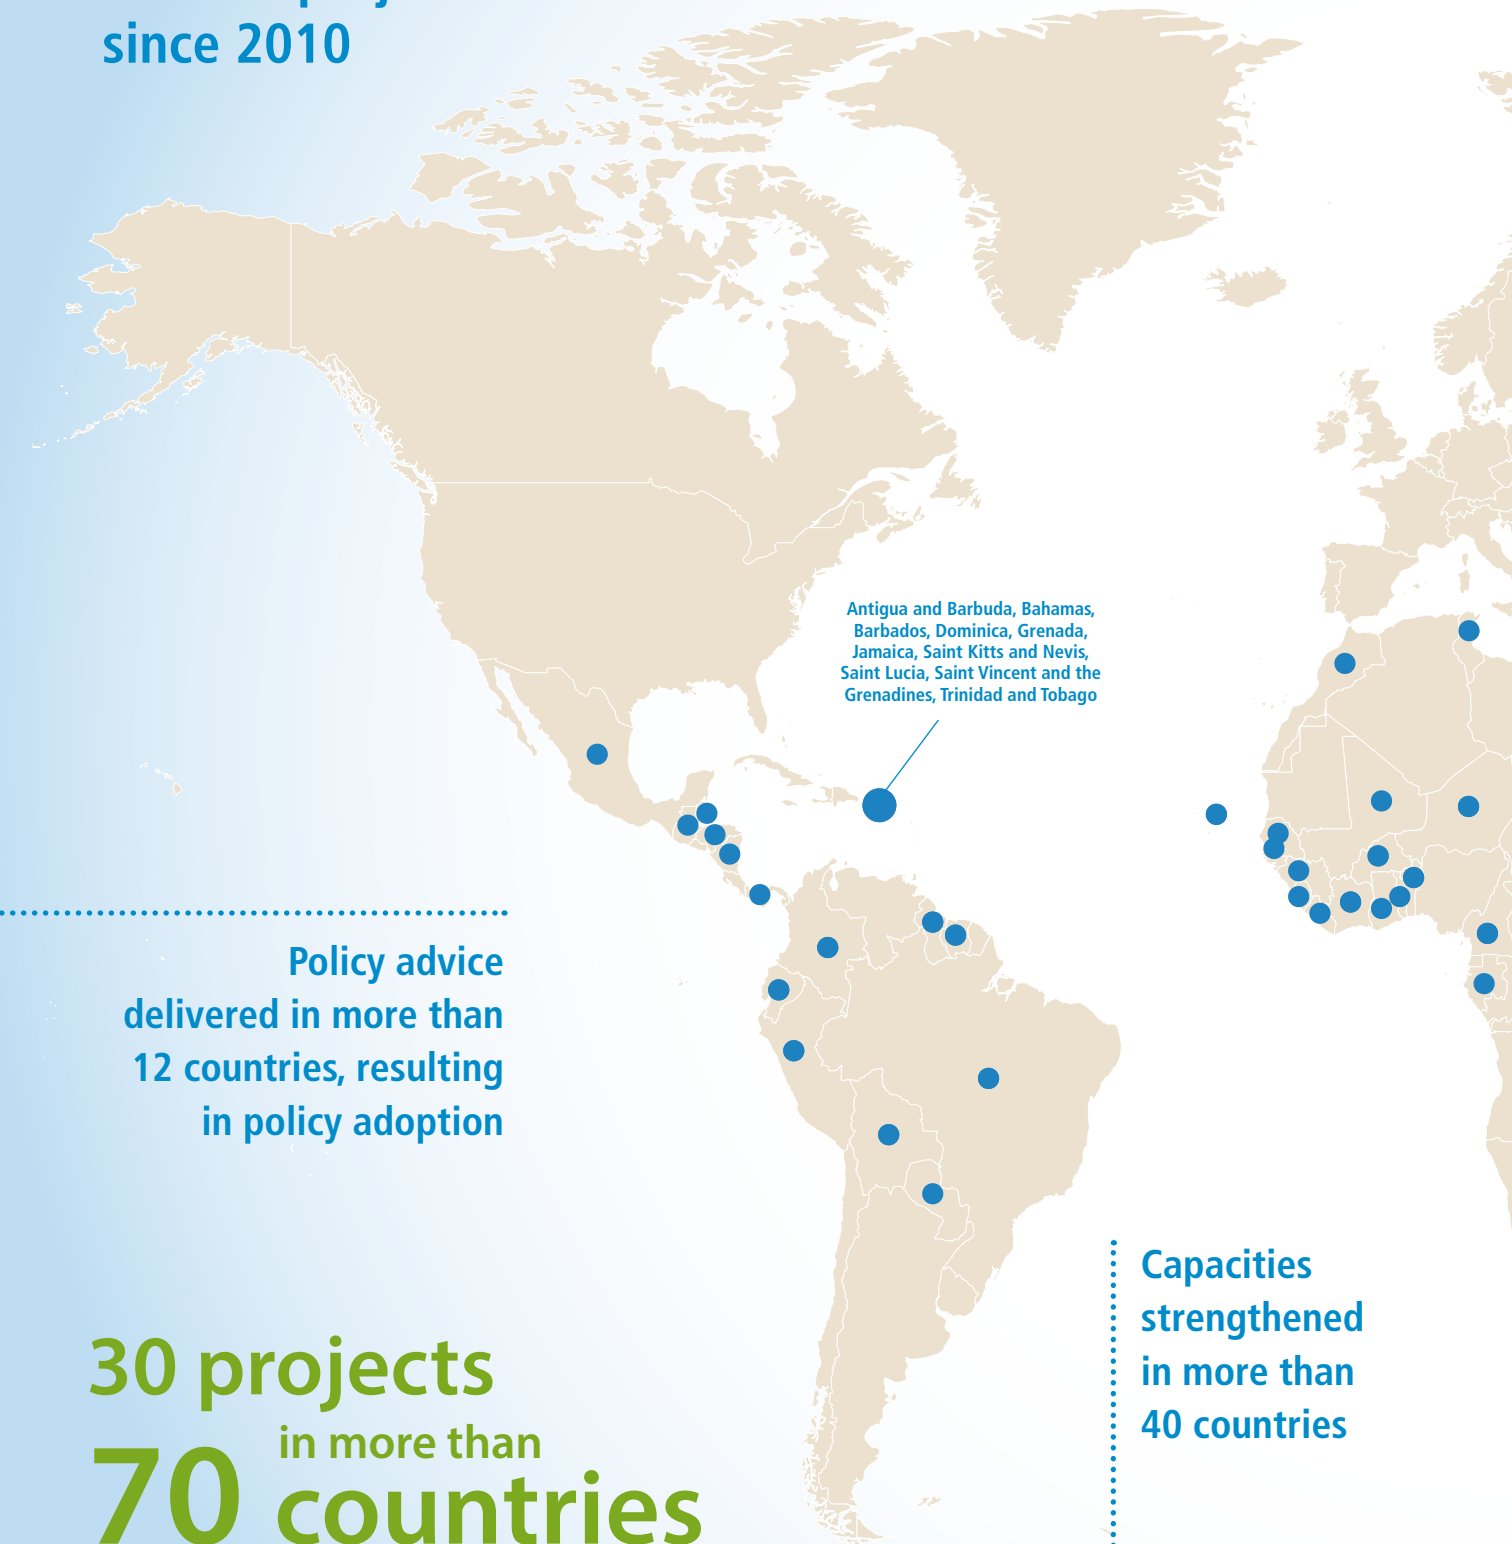 since 2010
Antigua and Barbuda, Bahamas,
Barbados, Dominica, Grenada,
Jamaica, Saint Kitts and Nevis,
Saint Lucia, Saint Vincent and the
Grenadines, Trinidad and Tobago
Policy advice
delivered in more than
12 countries, resulting
in policy adoption
Capacities
strengthened
in more than
40 countries
30 projects
in more than
70 countries